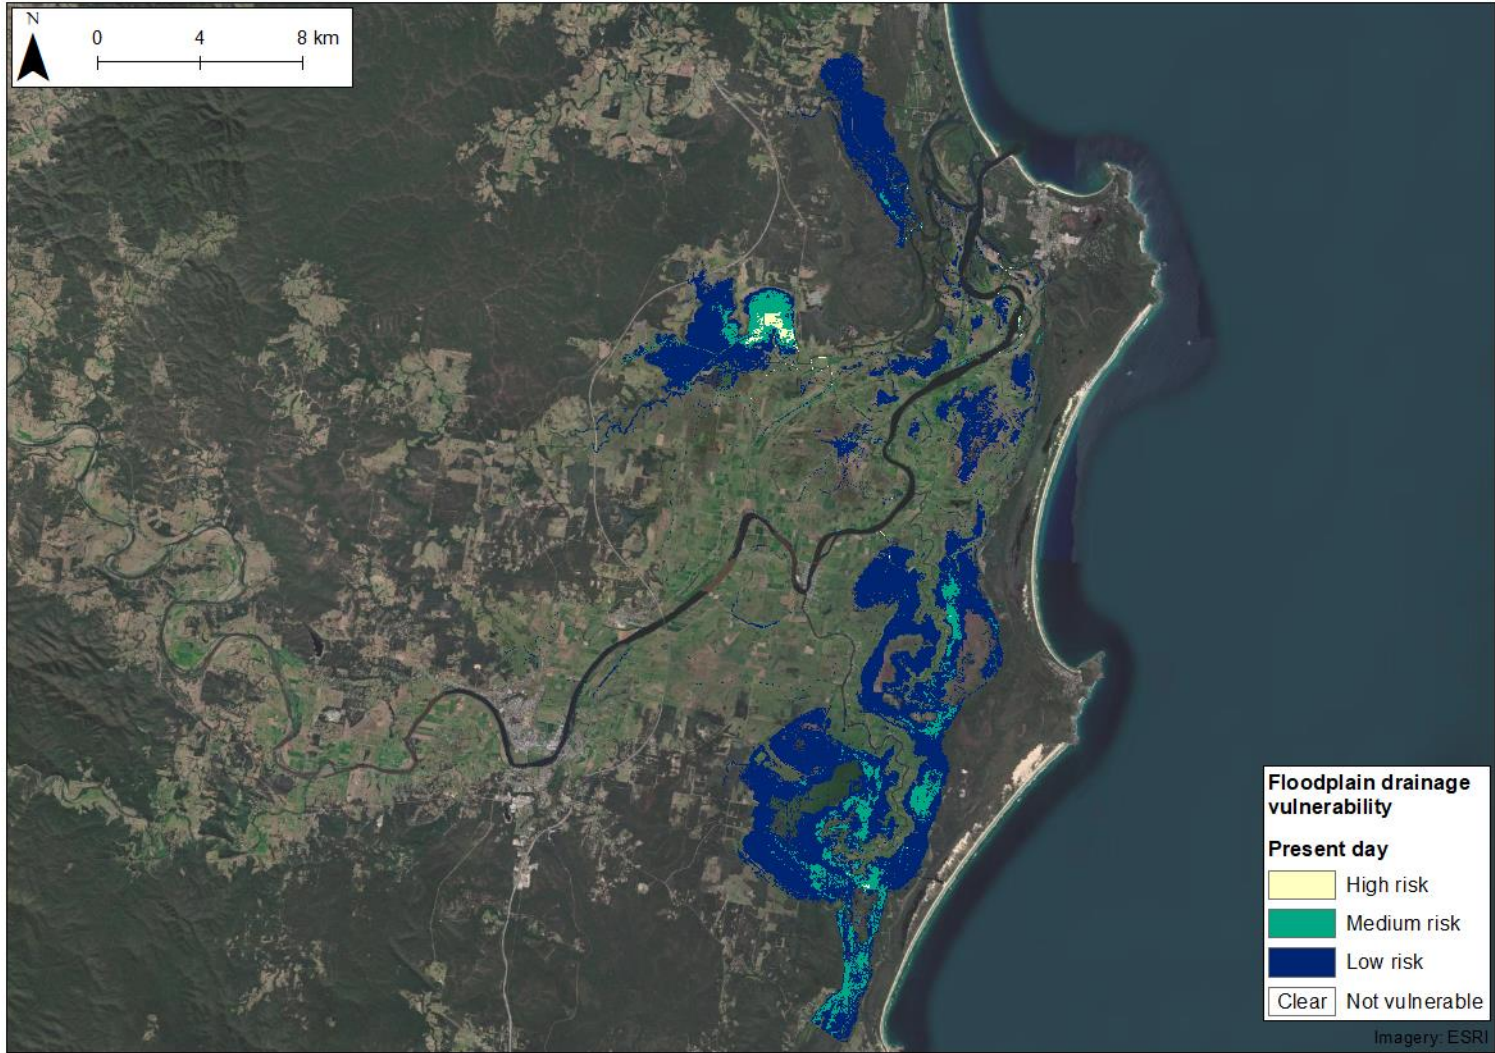 N
0 4 8 km
Floodplain drainage
vulnerability
Present day
High risk
Medium risk
Low risk
Clear Not vulnerable
Imagery: ESRI